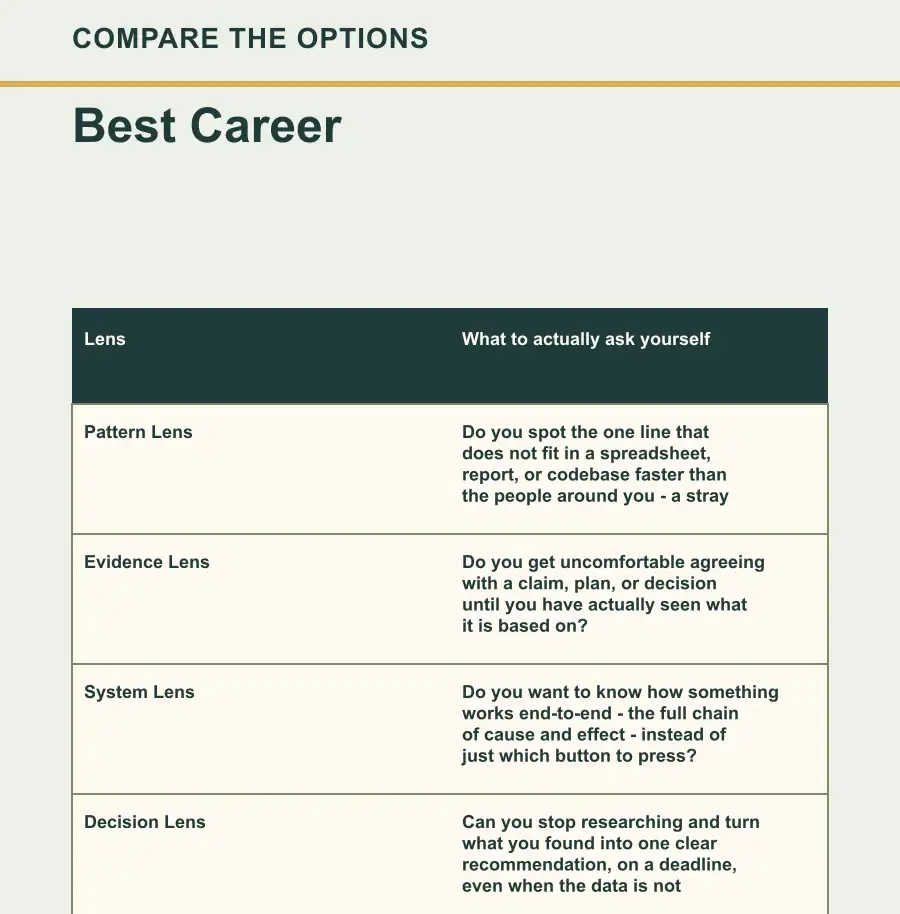 COMPARE THE OPTIONS
Best Career
Lens
What to actually ask yourself
Pattern Lens
Do you spot the one line that
does not fit in a spreadsheet,
report, or codebase faster than
the people around you - a stray
Evidence Lens
Do you get uncomfortable agreeing
with a claim, plan, or decision
until you have actually seen what
it is based on?
System Lens
Do you want to know how something
works end-to-end - the full chain
of cause and effect - instead of
just which button to press?
Decision Lens
Can you stop researching and turn
what you found into one clear
recommendation, on a deadline,
even when the data is not